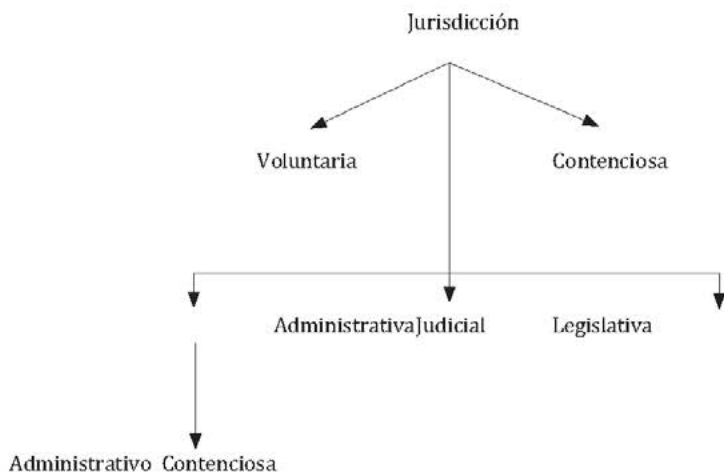 Jurisdicción
Voluntaria Contenciosa
AdministrativaJudicial Legislativa
Administrativo Contenciosa